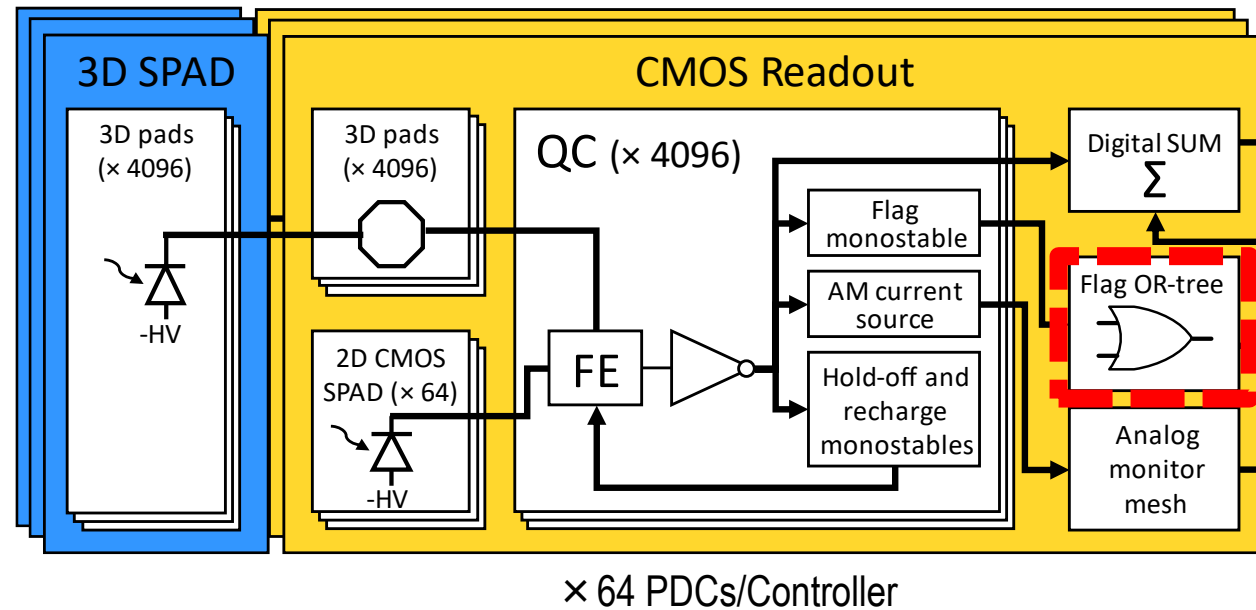 3D SPAD
3D pads
(× 4096)
-HV
CMOS Readout
3D pads
(× 4096)
2D CMOS
SPAD (× 64)
-HV
QC (× 4096)
FE
Flag
monostable
AM current
source
Hold-off and
recharge
monostables
Digital SUM
Σ
Flag OR-tree
Analog
monitor
mesh
× 64 PDCs/Controller